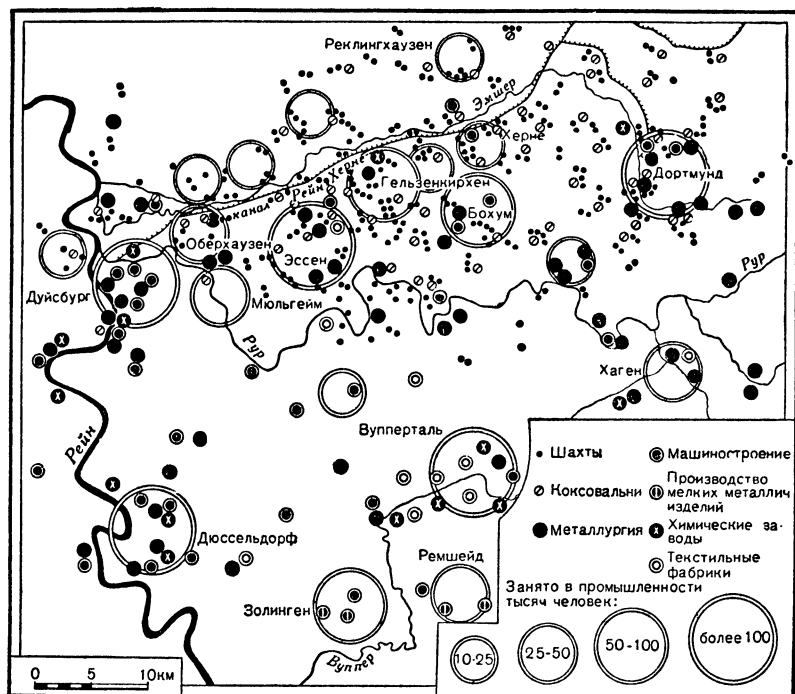 Реклингхаузен
Эмшер
Херне
Рейн-Херне
канал
Гельзенкирхен
Дортмунд
Бохум
Оберхаузен
Эссен
Дуйсбург
Мюльгейм
Рур
Рур
Хаген
Рейн
Вупперталь
Дюссельдорф
Ремшейд
Золинген
Вуппер
0 5 10км
Шахты
Коксовальни
Металлургия
Машиностроение
Производство
мелких металлич
изделий
Химические за-
воды
Текстильные
фабрики
Занято в промышленности
тысяч человек:
10-25
25-50
50-100
более 100